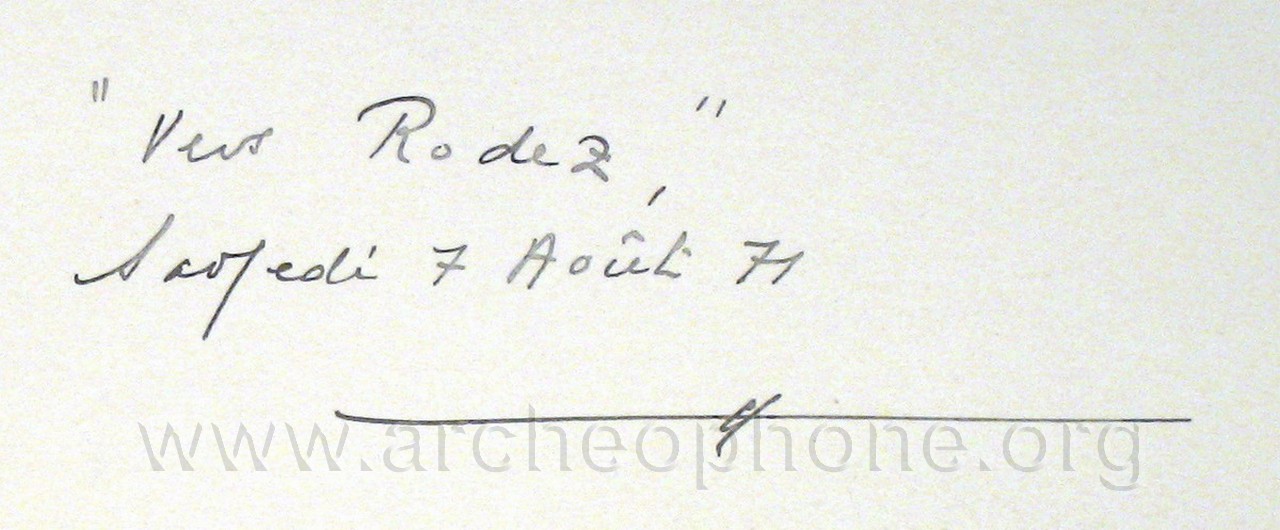 "Vers Rodez,"
Samedi 7 Août 71
www.archeophone.org